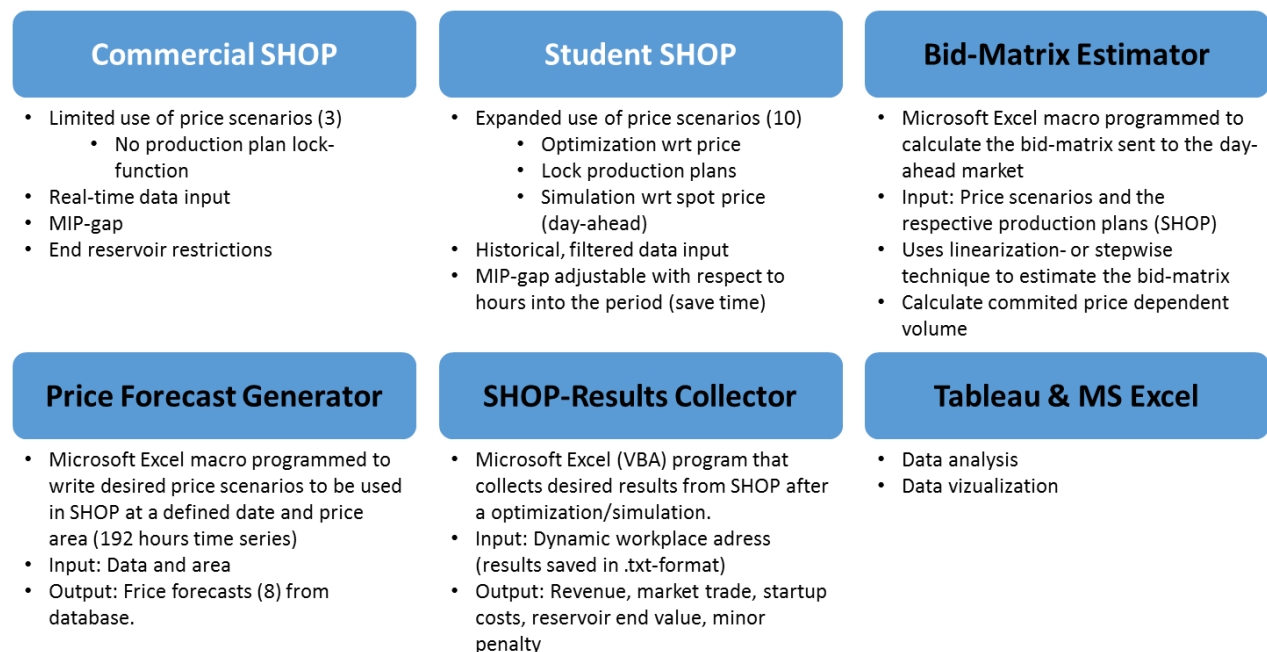 Commercial SHOP
• Limited use of price scenarios (3)
• No production plan lock-
function
• Real-time data input
• MIP-gap
• End reservoir restrictions
Student SHOP
• Expanded use of price scenarios (10)
• Optimization wrt price
• Lock production plans
• Simulation wrt spot price
(day-ahead)
• Historical, filtered data input
• MIP-gap adjustable with respect to
hours into the period (save time)
Bid-Matrix Estimator
• Microsoft Excel macro programmed to
calculate the bid-matrix sent to the day-
ahead market
• Input: Price scenarios and the
respective production plans (SHOP)
• Uses linearization- or stepwise
technique to estimate the bid-matrix
• Calculate commited price dependent
volume
Price Forecast Generator
• Microsoft Excel macro programmed to
write desired price scenarios to be used
in SHOP at a defined date and price
area (192 hours time series)
• Input: Data and area
• Output: Frice forecasts (8) from
database.
SHOP-Results Collector
• Microsoft Excel (VBA) program that
collects desired results from SHOP after
a optimization/simulation.
• Input: Dynamic workplace adress
(results saved in .txt-format)
• Output: Revenue, market trade, startup
costs, reservoir end value, minor
penalty
Tableau & MS Excel
• Data analysis
• Data vizualization